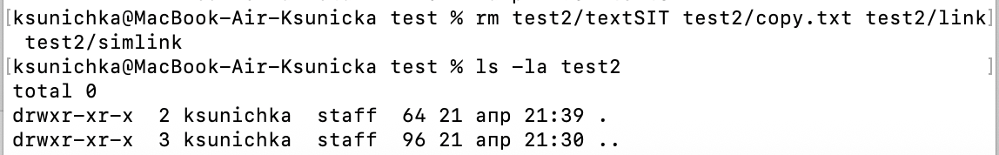 [ksunichka@MacBook-Air-Ksunicka test % rm test2/textSIT test2/copy.txt test2/link]
 test2/simlink
[ksunichka@MacBook-Air-Ksunicka test % ls -la test2 ]
total 0
drwxr-xr-x  2 ksunichka  staff  64 21 апр 21:39 .
drwxr-xr-x  3 ksunichka  staff  96 21 апр 21:30 ..